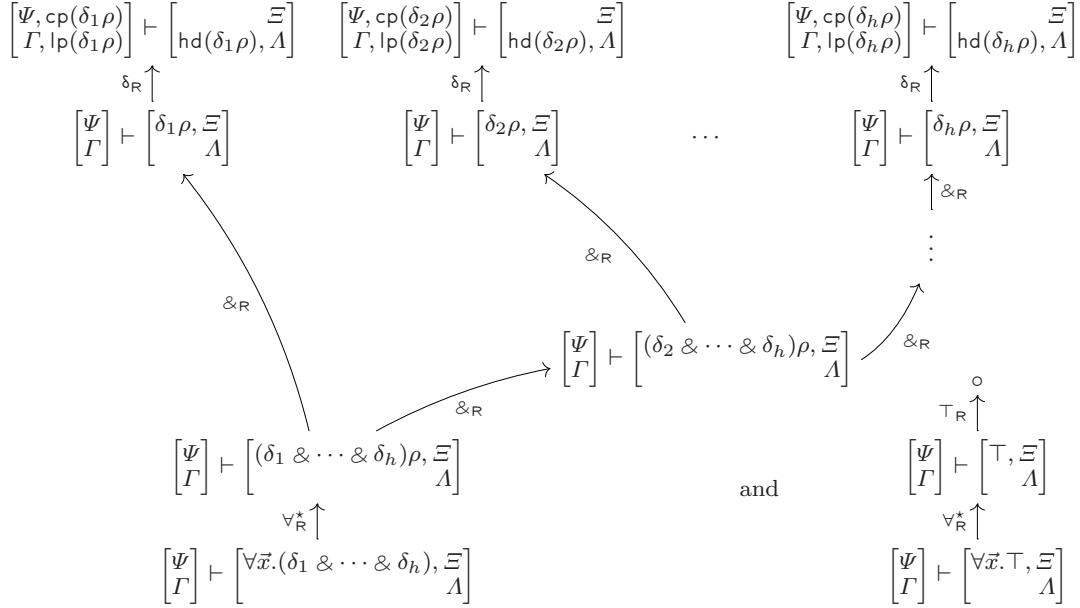 [Ψ, cp(δ₁ρ) / Γ, lp(δ₁ρ)] ⊢ [Ξ / hd(δ₁ρ), Λ] [Ψ, cp(δ₂ρ) / Γ, lp(δ₂ρ)] ⊢ [Ξ / hd(δ₂ρ), Λ] [Ψ, cp(δₕρ) / Γ, lp(δₕρ)] ⊢ [Ξ / hd(δₕρ), Λ]
δ_R ↑ δ_R ↑ δ_R ↑
[Ψ / Γ] ⊢ [δ₁ρ, Ξ / Λ] [Ψ / Γ] ⊢ [δ₂ρ, Ξ / Λ] ⋯ [Ψ / Γ] ⊢ [δₕρ, Ξ / Λ]
↑ &_R
⋮
&_R
&_R
&_R
[Ψ / Γ] ⊢ [(δ₂ & ⋯ & δₕ)ρ, Ξ / Λ]
∘
&_R ⊤_R ↑
[Ψ / Γ] ⊢ [(δ₁ & ⋯ & δₕ)ρ, Ξ / Λ] [Ψ / Γ] ⊢ [⊤, Ξ / Λ]
and
∀⋆_R ↑ ∀⋆_R ↑
[Ψ / Γ] ⊢ [∀x⃗.(δ₁ & ⋯ & δₕ), Ξ / Λ] [Ψ / Γ] ⊢ [∀x⃗.⊤, Ξ / Λ]